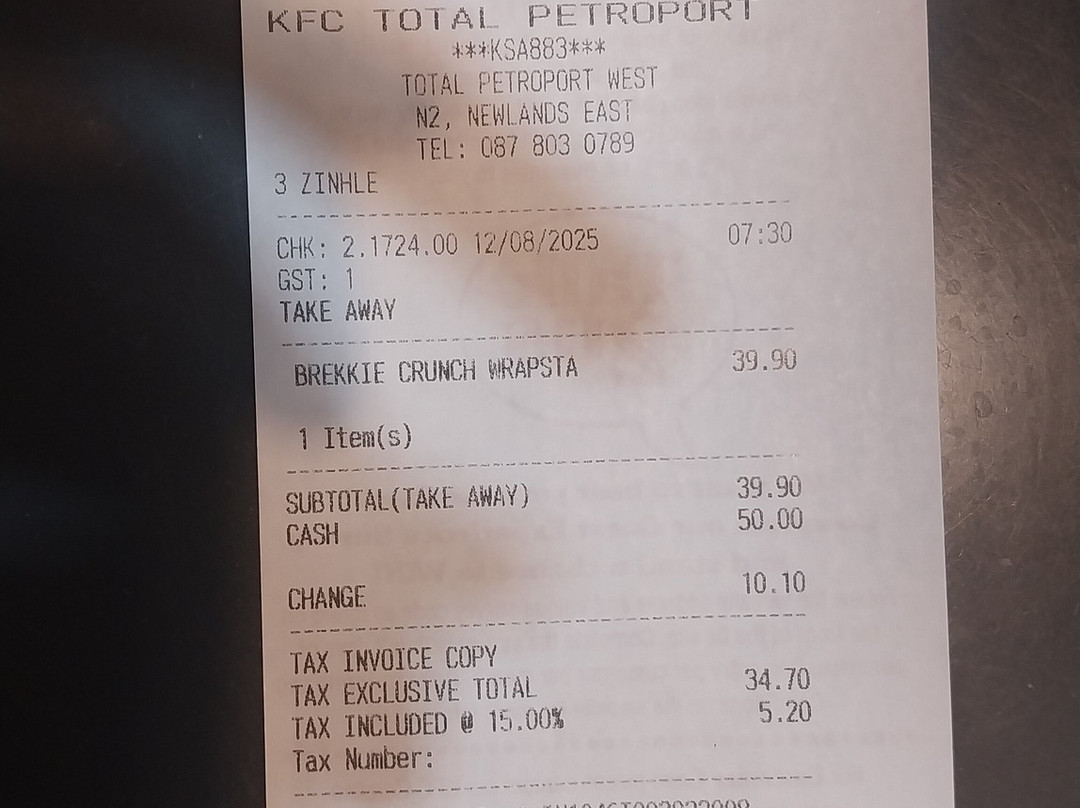 KFC TOTAL PETROPORT
***KSA883***
TOTAL PETROPORT WEST
N2, NEWLANDS EAST
TEL: 087 803 0789
3 ZINHLE
CHK: 2.1724.00 12/08/2025 07:30
GST: 1
TAKE AWAY
BREKKIE CRUNCH WRAPSTA 39.90
1 Item(s)
SUBTOTAL(TAKE AWAY) 39.90
CASH 50.00
CHANGE 10.10
TAX INVOICE COPY
TAX EXCLUSIVE TOTAL 34.70
TAX INCLUDED @ 15.00% 5.20
Tax Number: